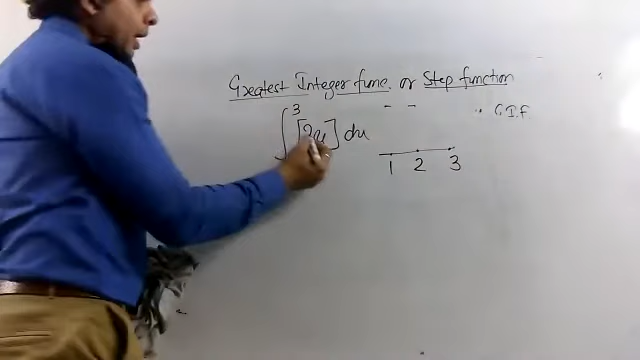 Greatest Integer func. or Step function
G.I.F
∫ 3 [2x] dx
1 2 3